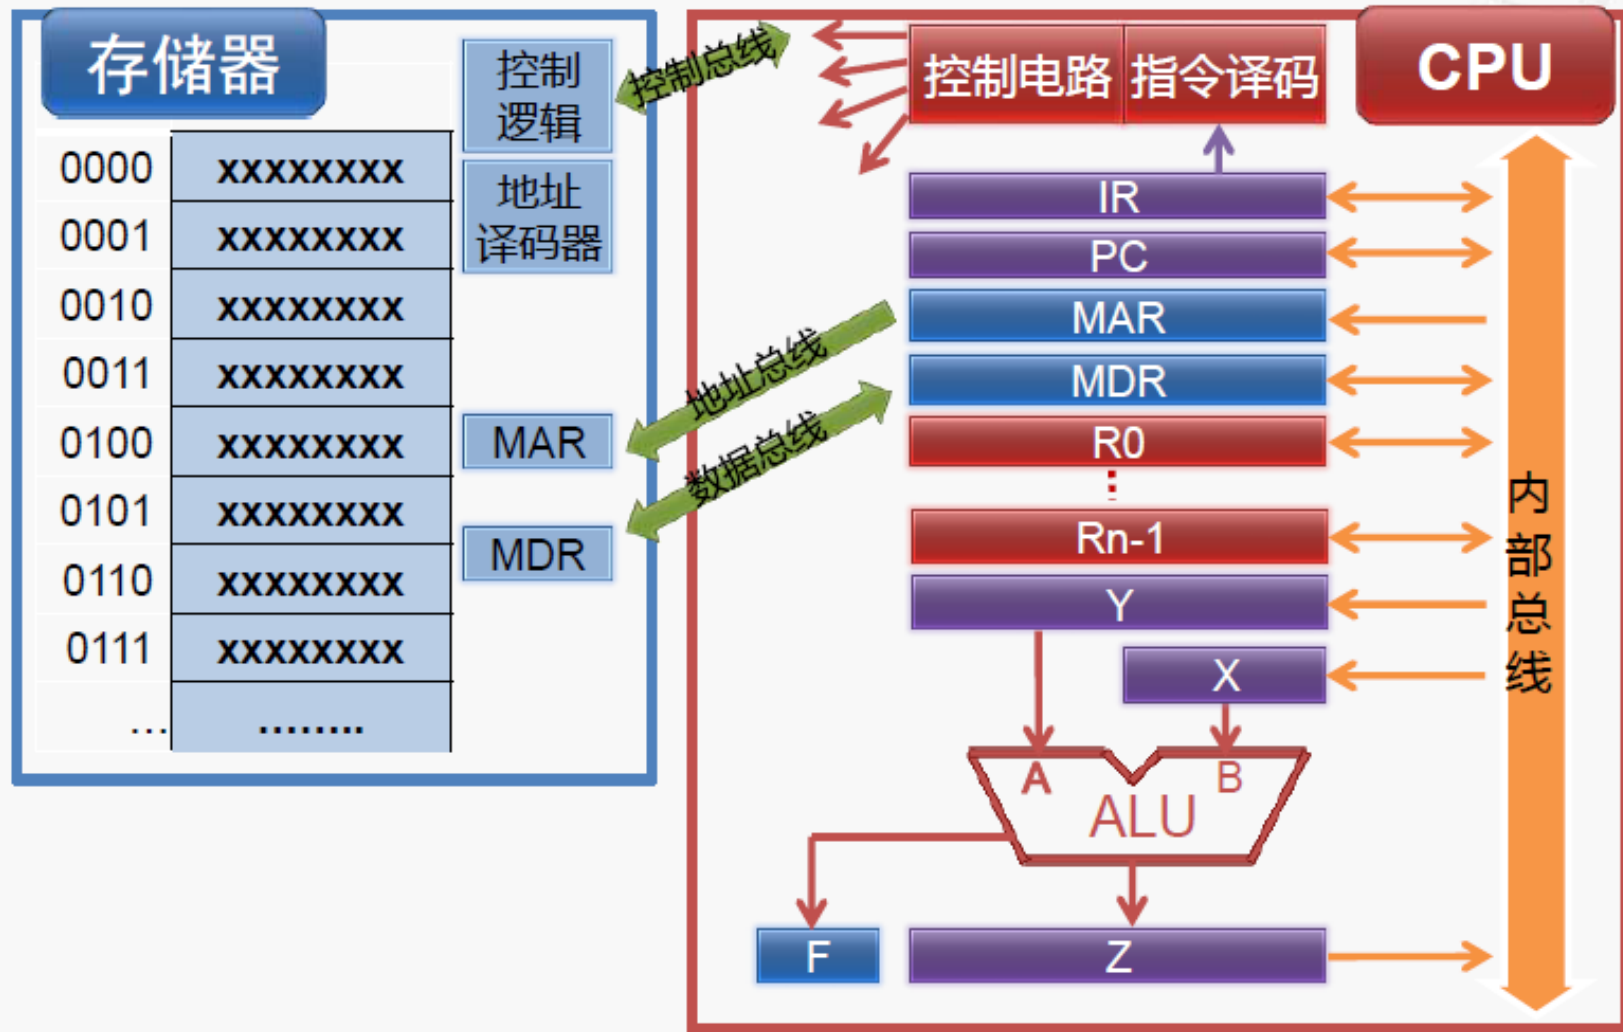 存储器
控制
逻辑
地址
译码器
MAR
MDR
0000 xxxxxxxx
0001 xxxxxxxx
0010 xxxxxxxx
0011 xxxxxxxx
0100 xxxxxxxx
0101 xxxxxxxx
0110 xxxxxxxx
0111 xxxxxxxx
... ........
控制总线
地址总线
数据总线
CPU
控制电路 指令译码
IR
PC
MAR
MDR
R0
⋮
Rn-1
Y
X
A B
ALU
F Z
内
部
总
线